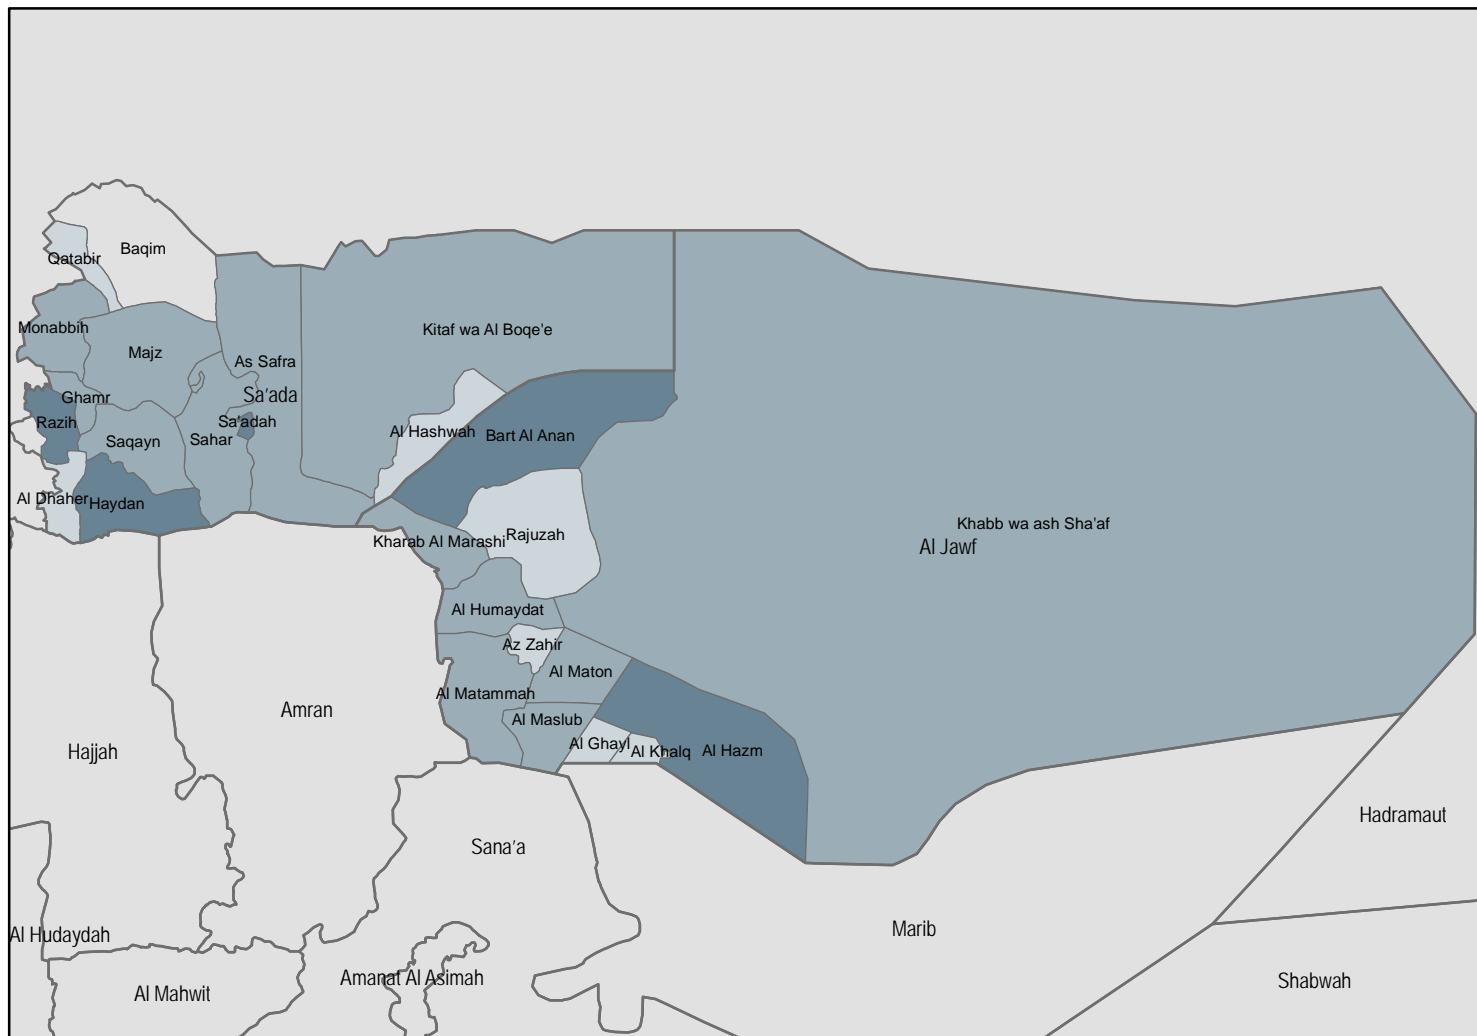 Baqim
Qatabir
Monabbih
Kitaf wa Al Boqe'e
Majz
As Safra
Ghamr
Sa'ada
Razih
Sa'adah
Al Hashwah
Bart Al Anan
Saqayn
Sahar
Al Dhaher
Haydan
Khabb wa ash Sha'af
Kharab Al Marashi
Rajuzah
Al Jawf
Al Humaydat
Az Zahir
Al Maton
Al Matammah
Amran
Al Maslub
Al Ghayl
Al Khalq
Al Hazm
Hajjah
Hadramaut
Sana'a
Al Hudaydah
Marib
Amanat Al Asimah
Shabwah
Al Mahwit